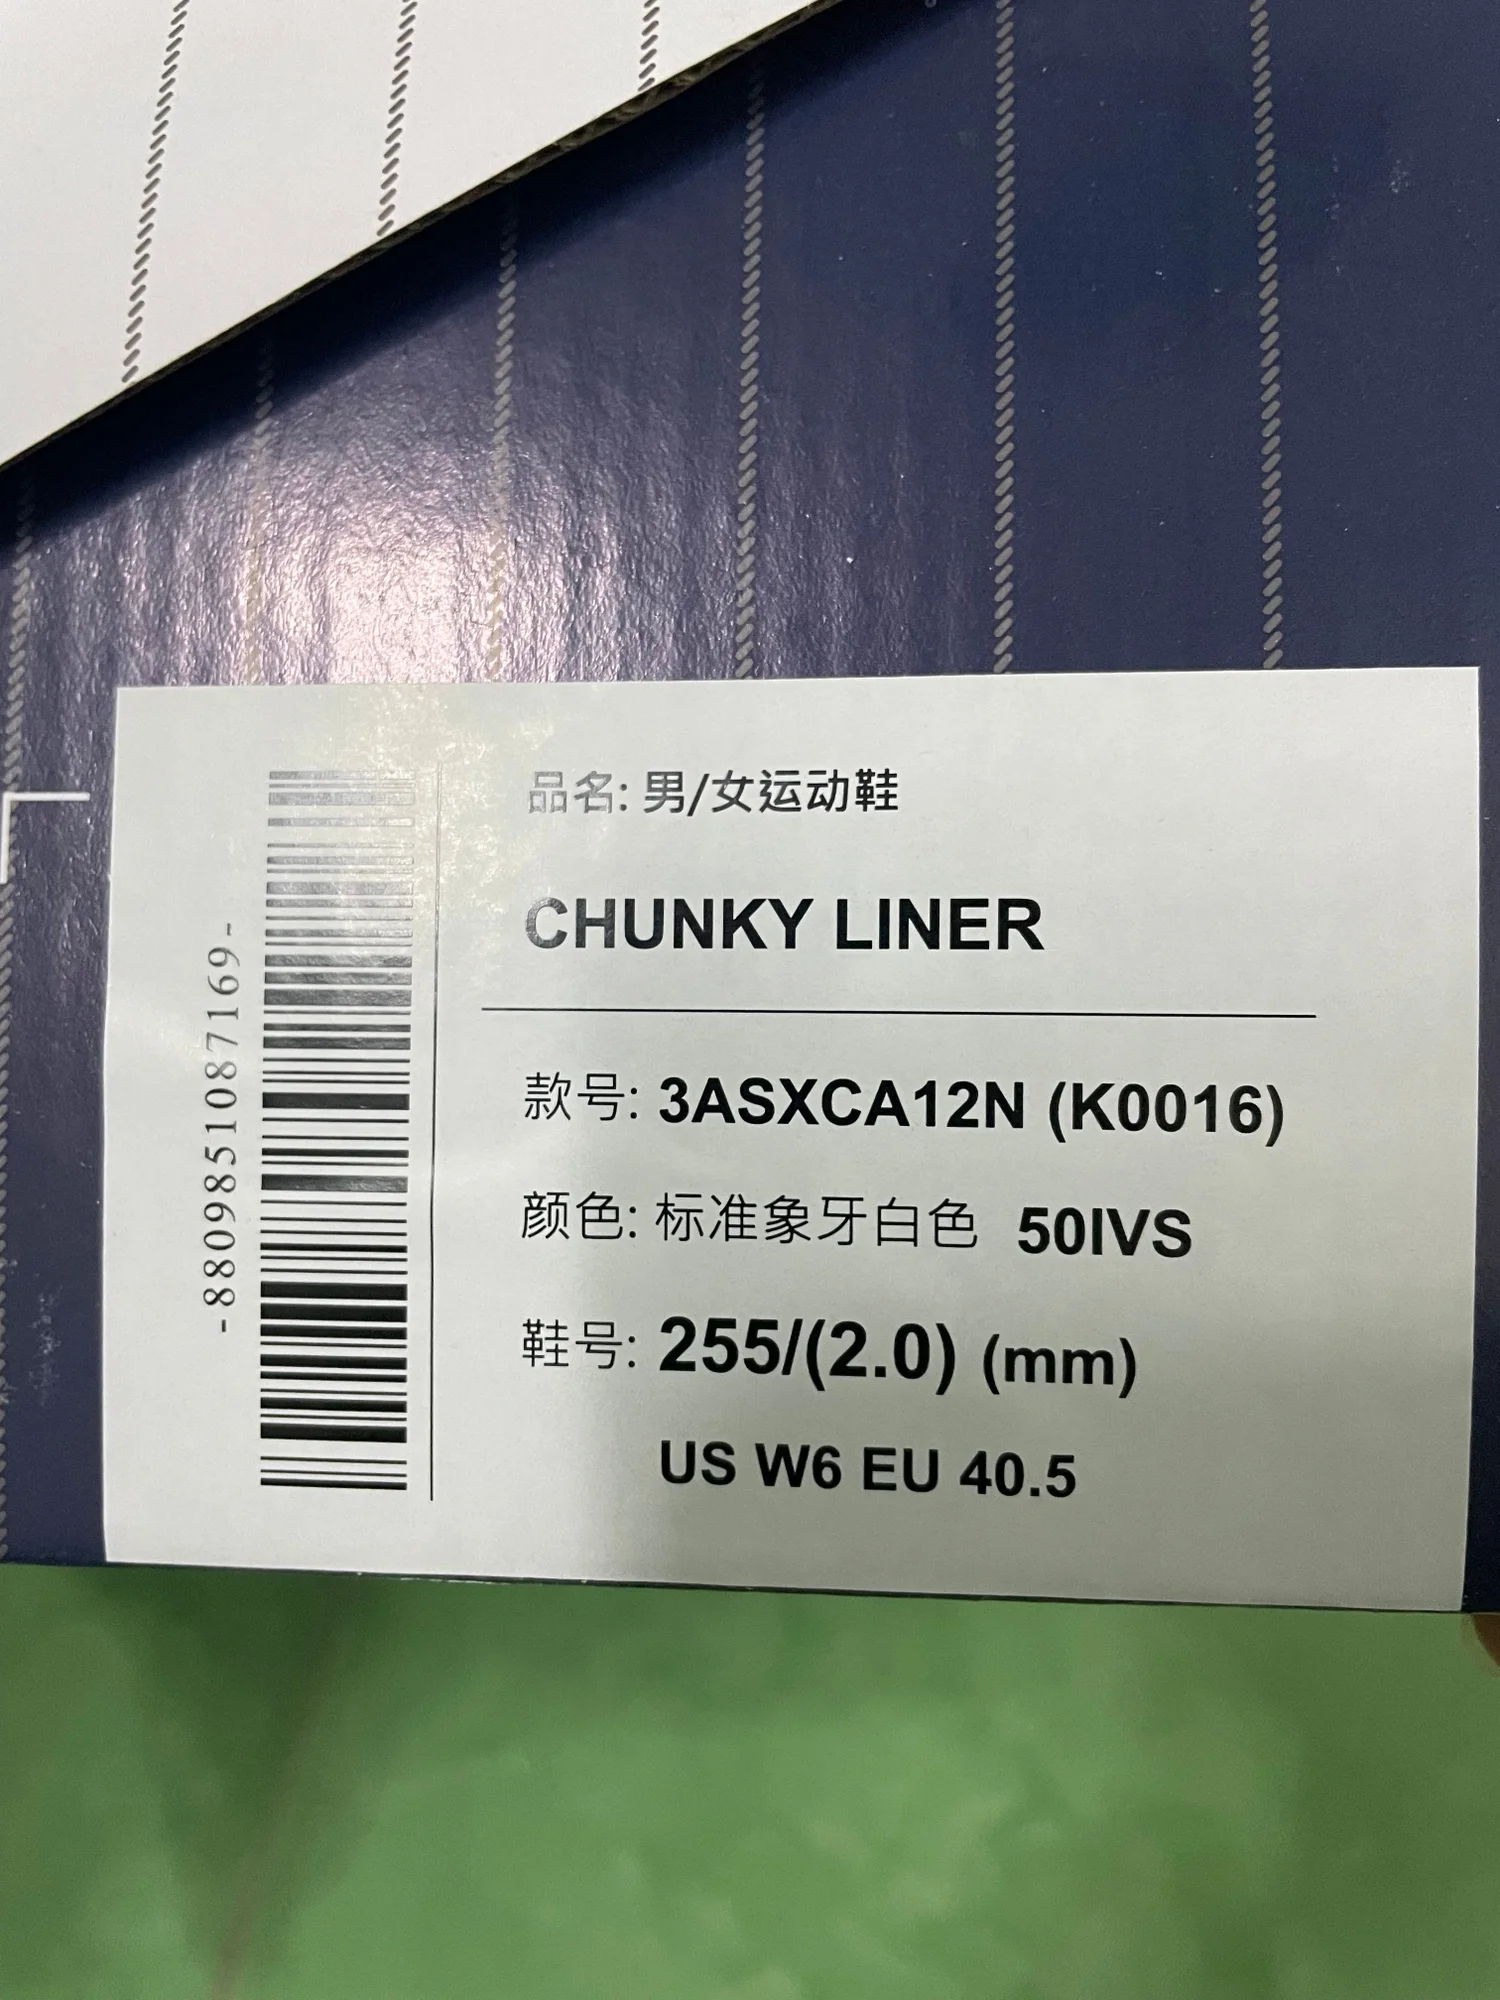 品名: 男/女运动鞋
CHUNKY LINER
款号: 3ASXCA12N (K0016)
颜色: 标准象牙白色 50IVS
鞋号: 255/(2.0) (mm)
US W6 EU 40.5
-8809851087169-